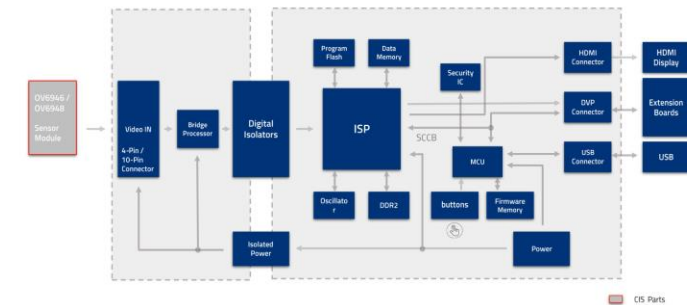 OV6946 /
OV6948
Sensor
Module
Video IN
4-Pin /
10-Pin
Connector
Bridge
Processor
Digital
Isolators
Isolated
Power
Program
Flash
Data
Memory
ISP
Oscillato
r
DDR2
Security
IC
SCCB
MCU
buttons
Firmware
Memory
Power
HDMI
Connector
DVP
Connector
USB
Connector
HDMI
Display
Extension
Boards
USB
CIS Parts